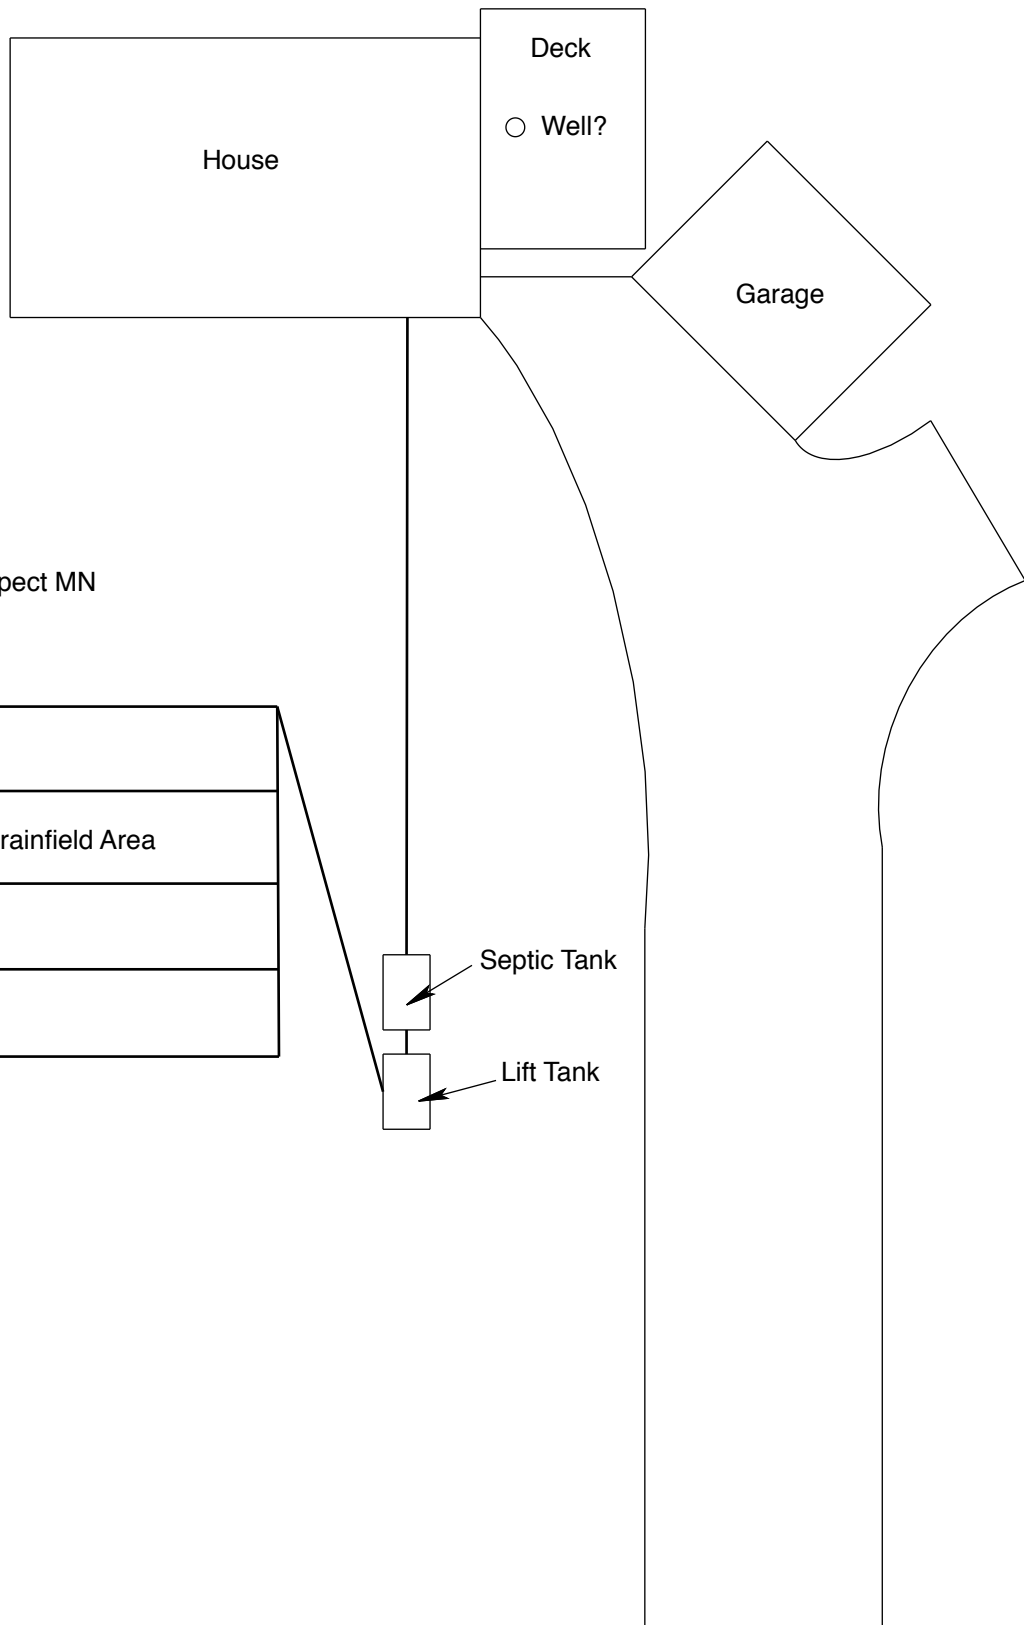 Deck
Well?
House
Garage
pect MN
rainfield Area
Septic Tank
Lift Tank